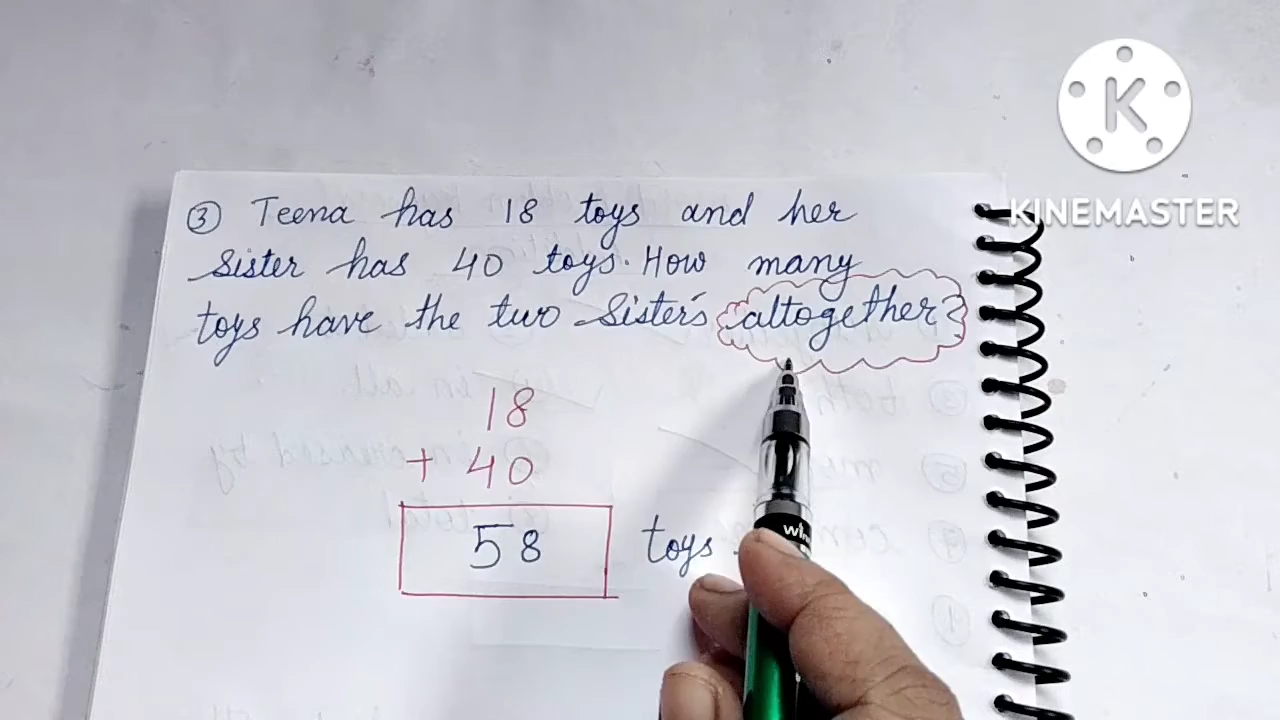 KINEMASTER
③ Teena has 18 toys and her
sister has 40 toys. How many
toys have the two sister's altogether?
18
+ 40
58 toys